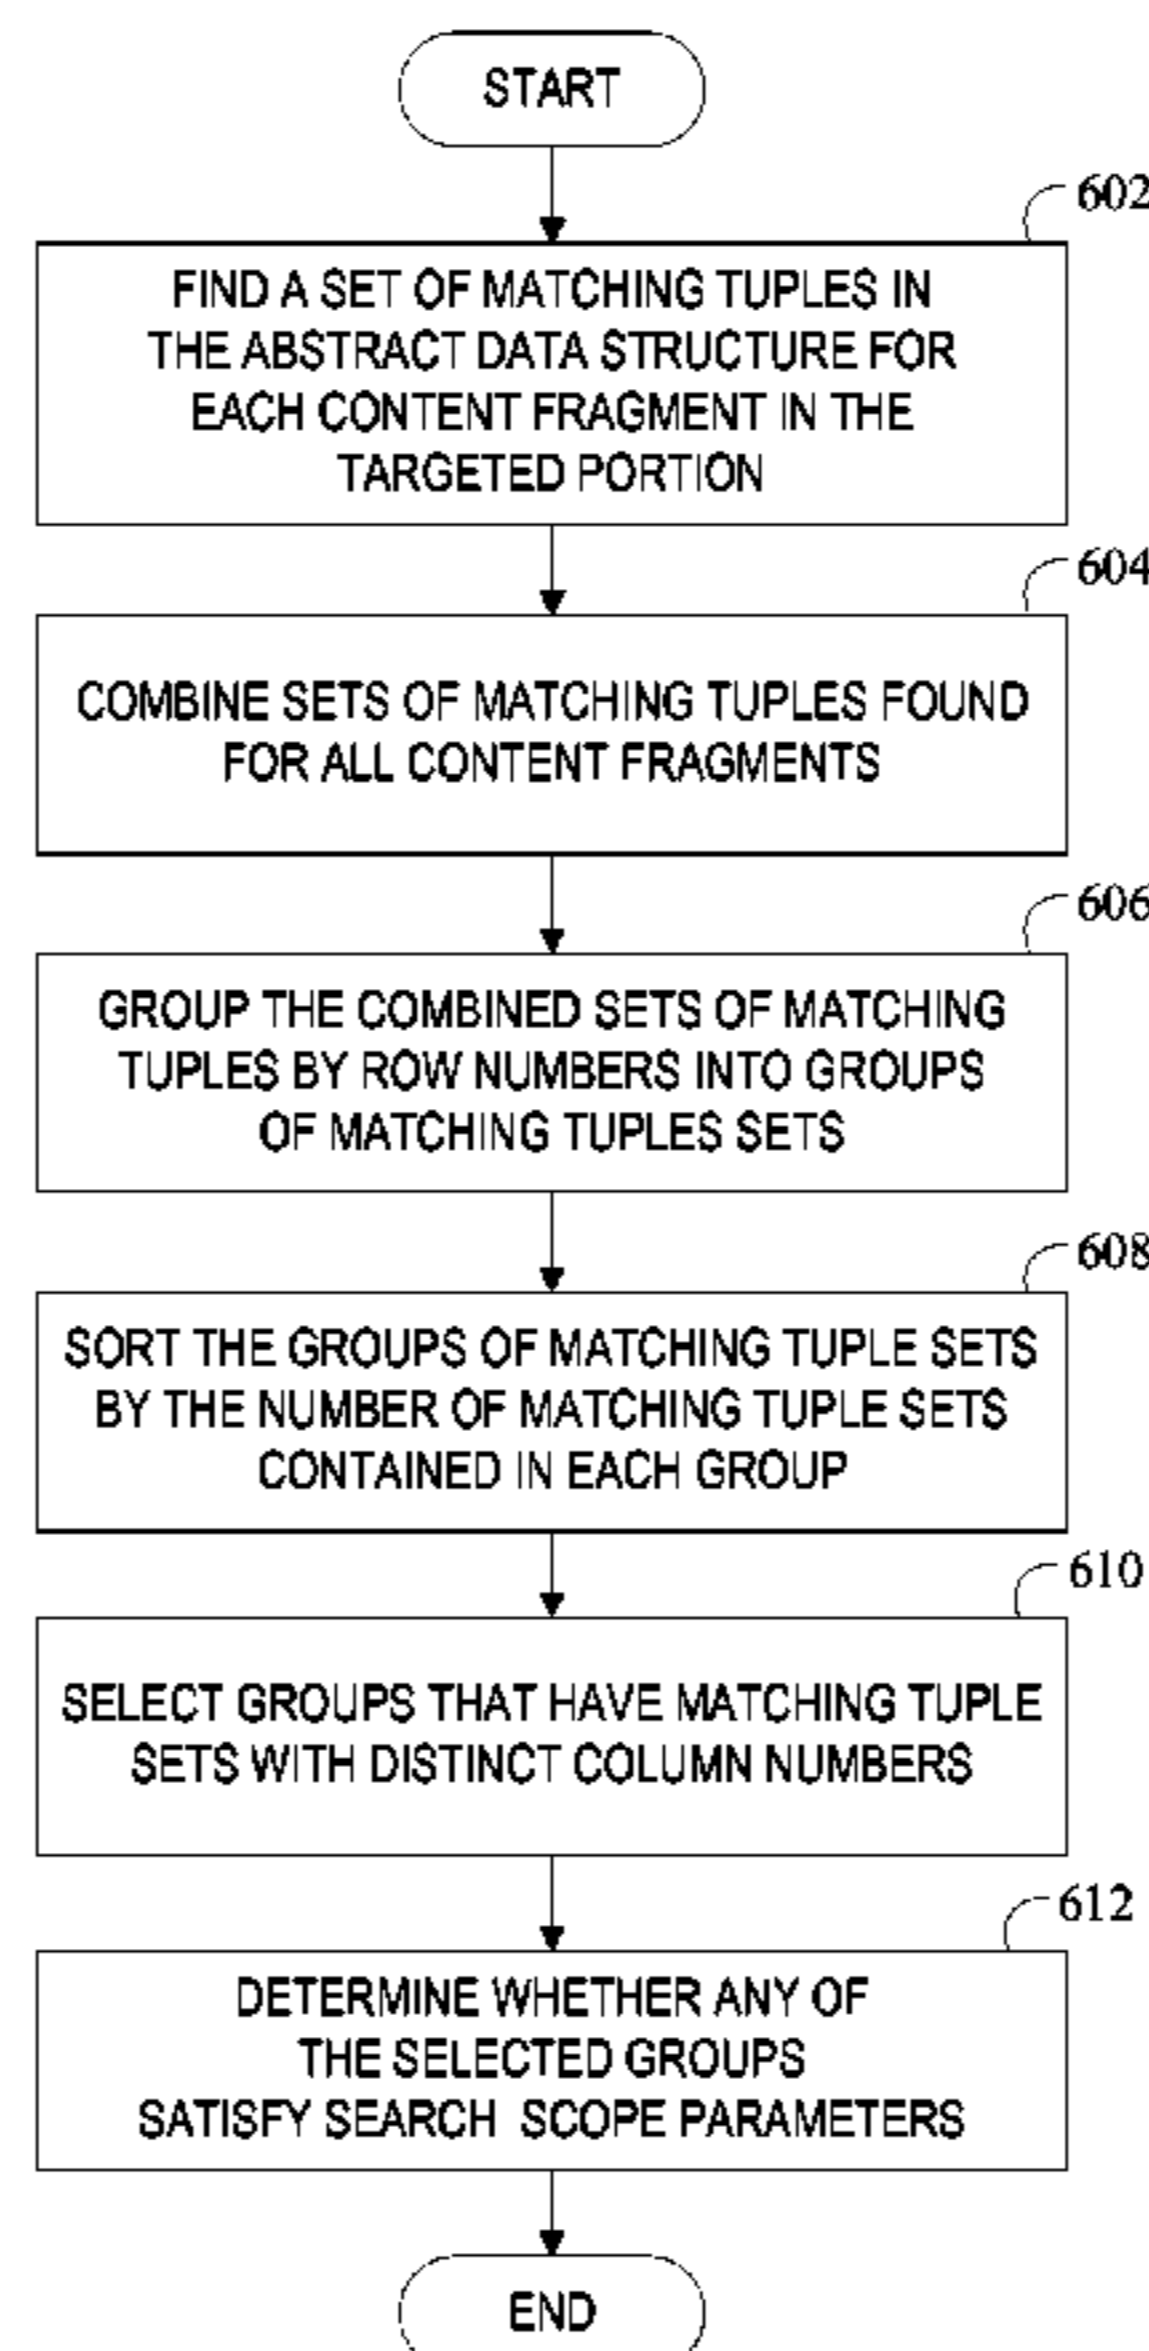 START
602
FIND A SET OF MATCHING TUPLES IN
THE ABSTRACT DATA STRUCTURE FOR
EACH CONTENT FRAGMENT IN THE
TARGETED PORTION
604
COMBINE SETS OF MATCHING TUPLES FOUND
FOR ALL CONTENT FRAGMENTS
606
GROUP THE COMBINED SETS OF MATCHING
TUPLES BY ROW NUMBERS INTO GROUPS
OF MATCHING TUPLES SETS
608
SORT THE GROUPS OF MATCHING TUPLE SETS
BY THE NUMBER OF MATCHING TUPLE SETS
CONTAINED IN EACH GROUP
610
SELECT GROUPS THAT HAVE MATCHING TUPLE
SETS WITH DISTINCT COLUMN NUMBERS
612
DETERMINE WHETHER ANY OF
THE SELECTED GROUPS
SATISFY SEARCH SCOPE PARAMETERS
END